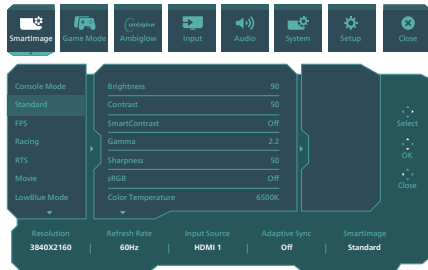 ambiglow
SmartImage Game Mode Ambiglow Input Audio System Setup Close
Console Mode Brightness 90
Standard Contrast 50
FPS SmartContrast Off
Select
Racing Gamma 2.2
OK
RTS Sharpness 50
Movie sRGB Off
Close
LowBlue Mode Color Temperature 6500K
Resolution Refresh Rate Input Source Adaptive Sync SmartImage
3840X2160 60Hz HDMI 1 Off Standard